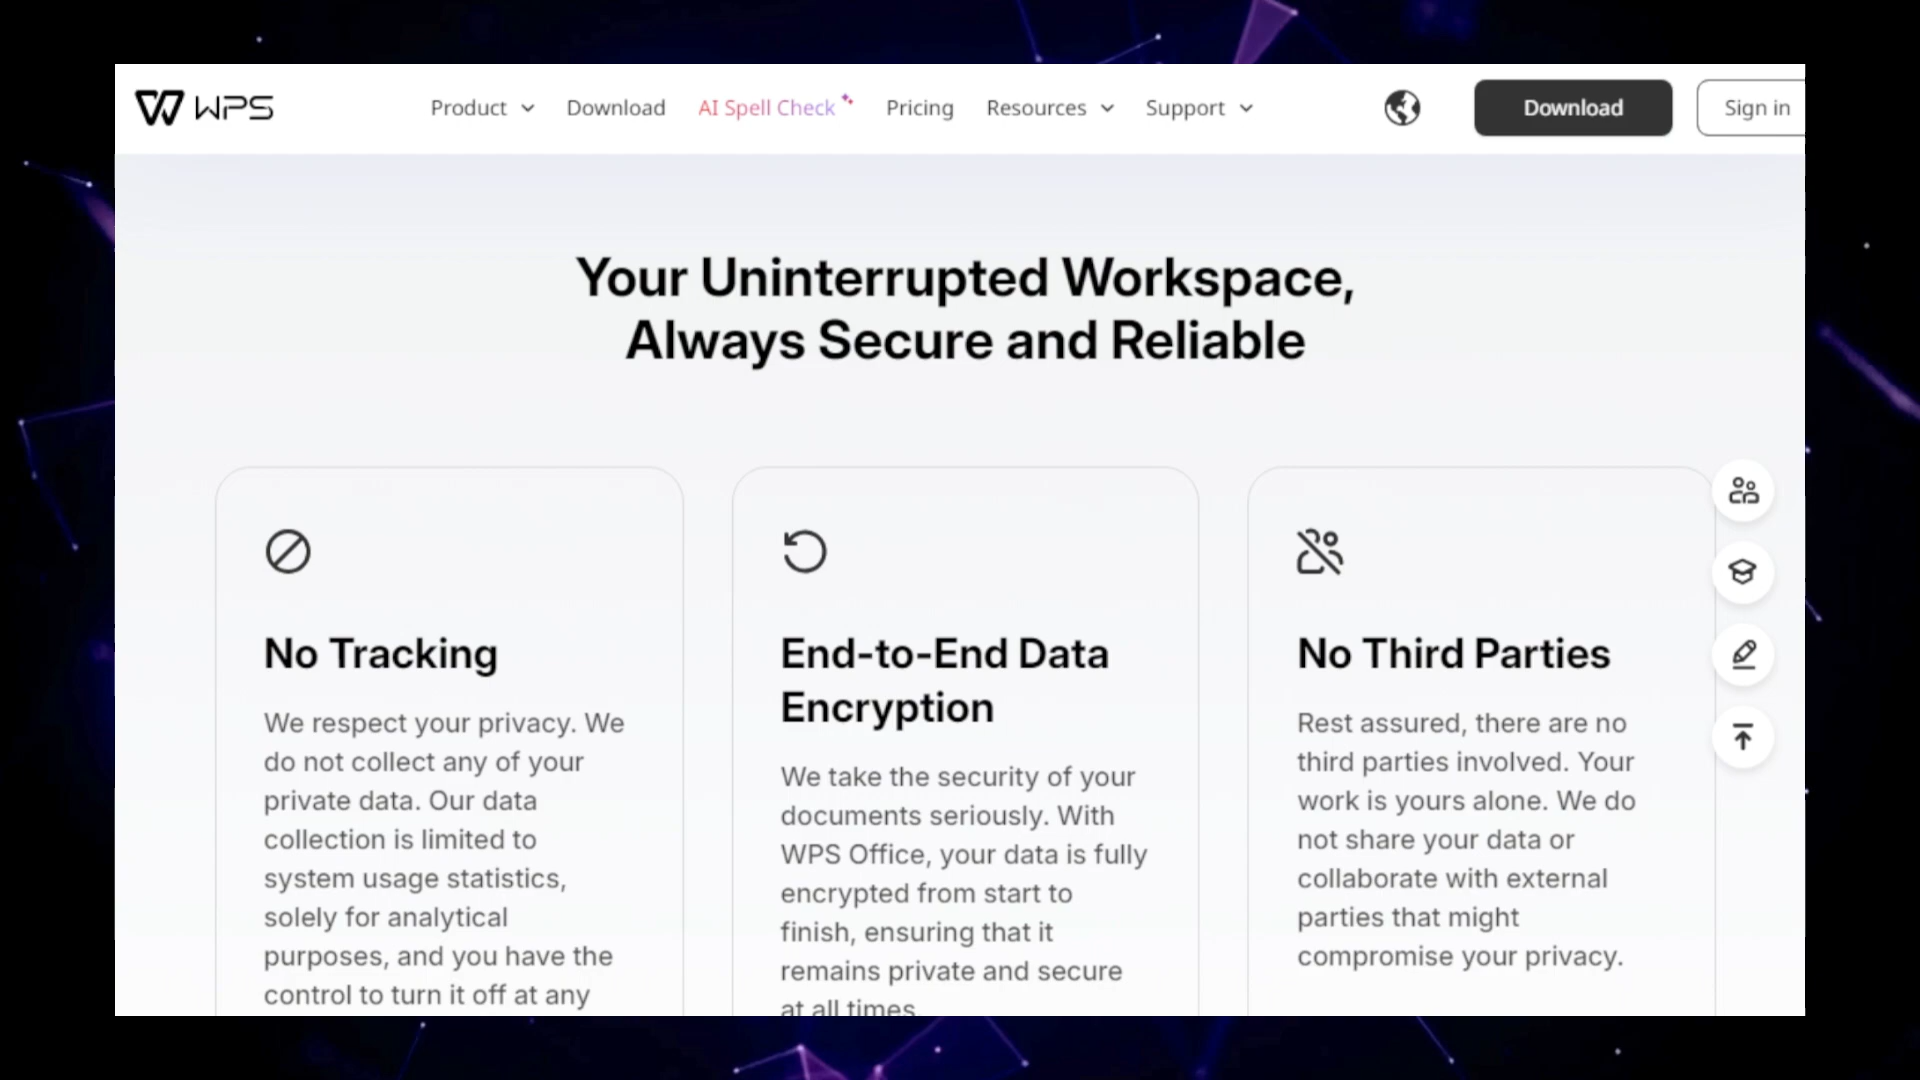 WPS
Product Download AI Spell Check Pricing Resources Support Download Sign in
Your Uninterrupted Workspace,
Always Secure and Reliable
No Tracking
We respect your privacy. We
do not collect any of your
private data. Our data
collection is limited to
system usage statistics,
solely for analytical
purposes, and you have the
control to turn it off at any
End-to-End Data
Encryption
We take the security of your
documents seriously. With
WPS Office, your data is fully
encrypted from start to
finish, ensuring that it
remains private and secure
at all times.
No Third Parties
Rest assured, there are no
third parties involved. Your
work is yours alone. We do
not share your data or
collaborate with external
parties that might
compromise your privacy.